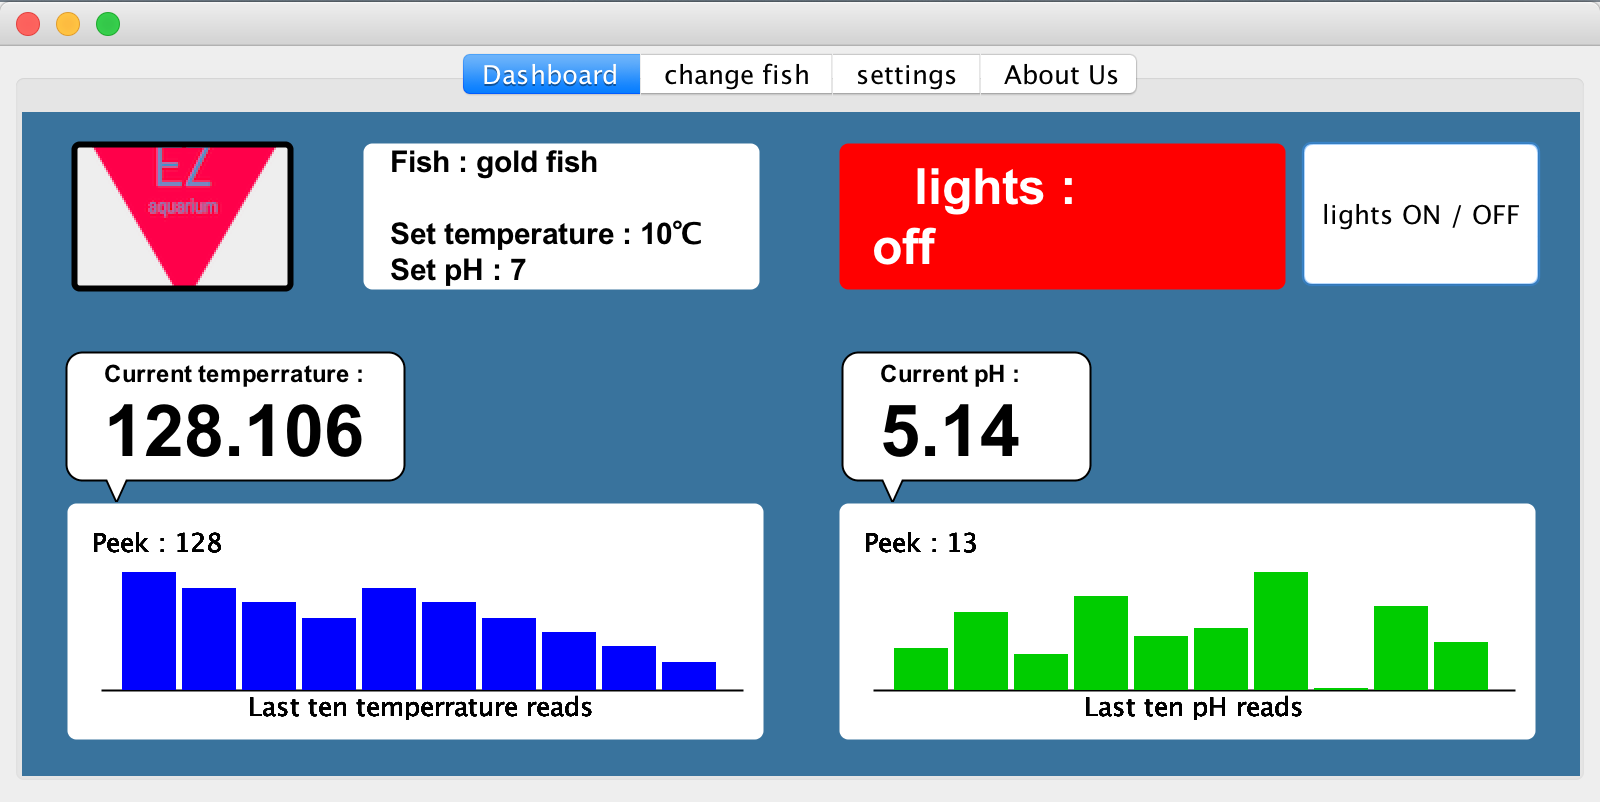 Dashboard
change fish
settings
About Us
EZ
aquarium
Fish : gold fish
Set temperature : 10℃
Set pH : 7
lights :
off
lights ON / OFF
Current temperrature :
128.106
Current pH :
5.14
Peek : 128
Last ten temperrature reads
Peek : 13
Last ten pH reads